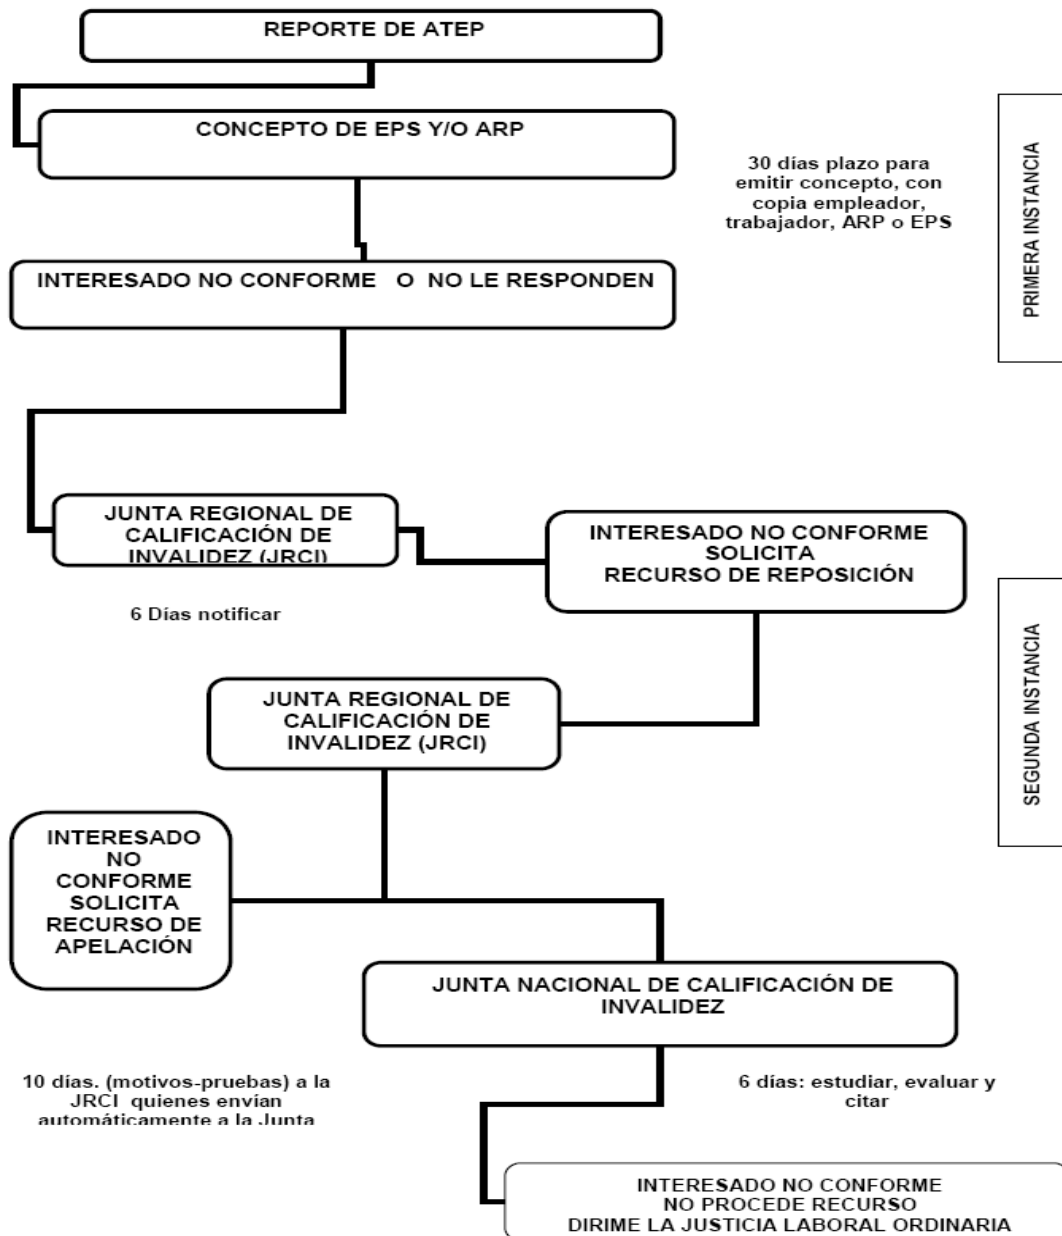 REPORTE DE ATEP
CONCEPTO DE EPS Y/O ARP
30 días plazo para
emitir concepto, con
copia empleador,
trabajador, ARP o EPS
PRIMERA INSTANCIA
INTERESADO NO CONFORME O NO LE RESPONDEN
JUNTA REGIONAL DE
CALIFICACIÓN DE
INVALIDEZ (JRCI)
INTERESADO NO CONFORME
SOLICITA
RECURSO DE REPOSICIÓN
6 Días notificar
SEGUNDA INSTANCIA
JUNTA REGIONAL DE
CALIFICACIÓN DE
INVALIDEZ (JRCI)
INTERESADO
NO
CONFORME
SOLICITA
RECURSO DE
APELACIÓN
JUNTA NACIONAL DE CALIFICACIÓN DE
INVALIDEZ
10 días. (motivos-pruebas) a la
JRCI quienes envían
automáticamente a la Junta
6 días: estudiar, evaluar y
citar
INTERESADO NO CONFORME
NO PROCEDE RECURSO
DIRIME LA JUSTICIA LABORAL ORDINARIA